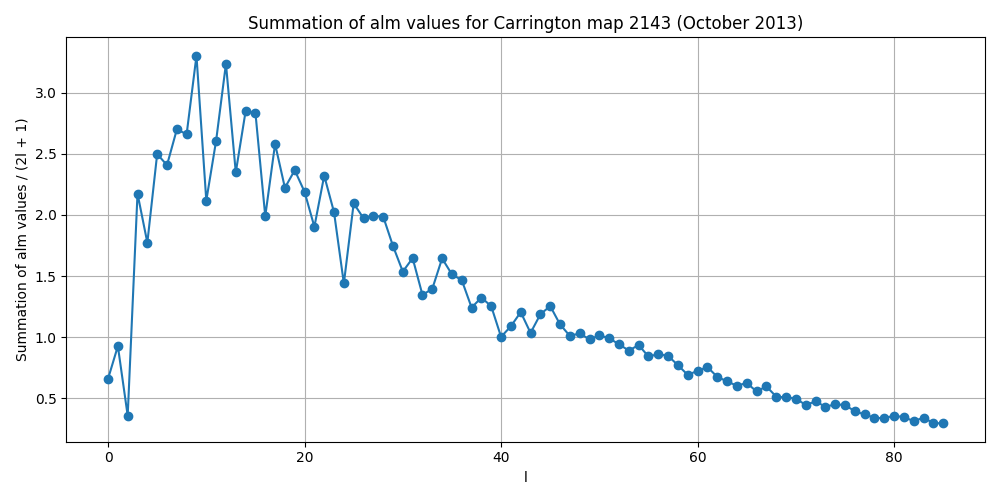 Summation of alm values for Carrington map 2143 (October 2013)
Summation of alm values / (2l + 1)
3.0
2.5
2.0
1.5
1.0
0.5
0 20 40 60 80
l